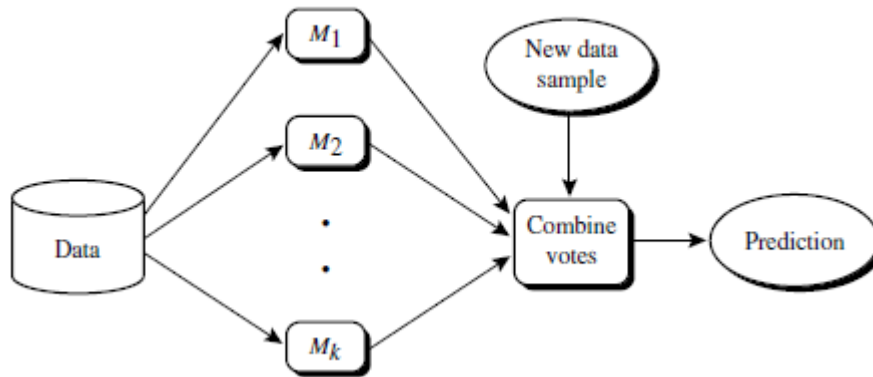 M1
New data
sample
M2
Data
Combine
votes
Prediction
Mk